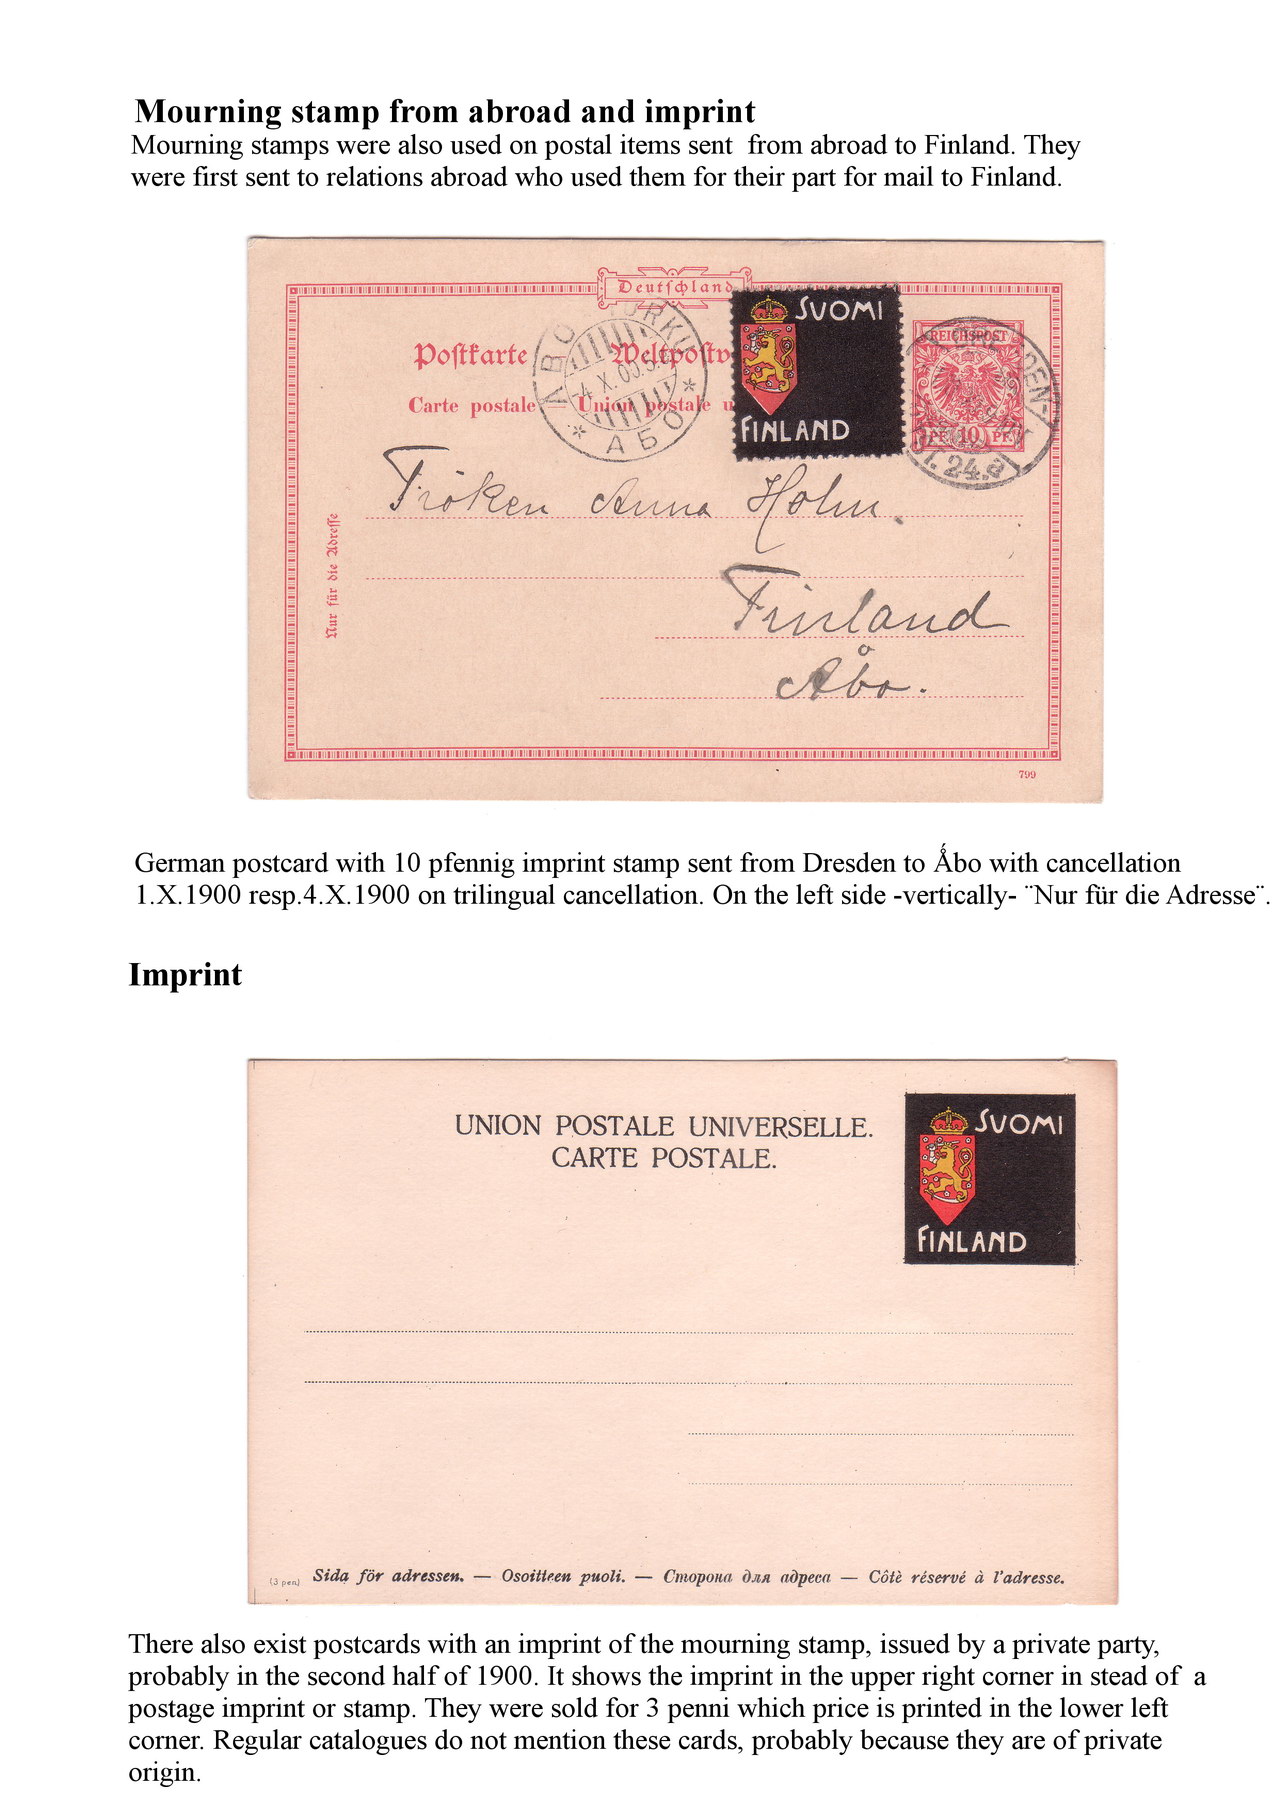 Mourning stamp from abroad and imprint
Mourning stamps were also used on postal items sent from abroad to Finland. They
were first sent to relations abroad who used them for their part for mail to Finland.
Deutschland
SUOMI
FINLAND
REICHSPOST
Postkarte Weltpostv
ABO TURKU
4.X.00.5
АБО
Carte postale — Union postale u
PF 10 PF.
T. 24.a
Fröken Anna Holm.
Nur für die Adresse
Finland
Åbo.
799
German postcard with 10 pfennig imprint stamp sent from Dresden to Ǻbo with cancellation
1.X.1900 resp.4.X.1900 on trilingual cancellation. On the left side -vertically- ¨Nur für die Adresse¨.
Imprint
UNION POSTALE UNIVERSELLE.
CARTE POSTALE.
SUOMI
FINLAND
(3 pen) Sida för adressen. — Osoitteen puoli. — Сторона для адреса — Côtè réservé à l'adresse.
There also exist postcards with an imprint of the mourning stamp, issued by a private party,
probably in the second half of 1900. It shows the imprint in the upper right corner in stead of a
postage imprint or stamp. They were sold for 3 penni which price is printed in the lower left
corner. Regular catalogues do not mention these cards, probably because they are of private
origin.